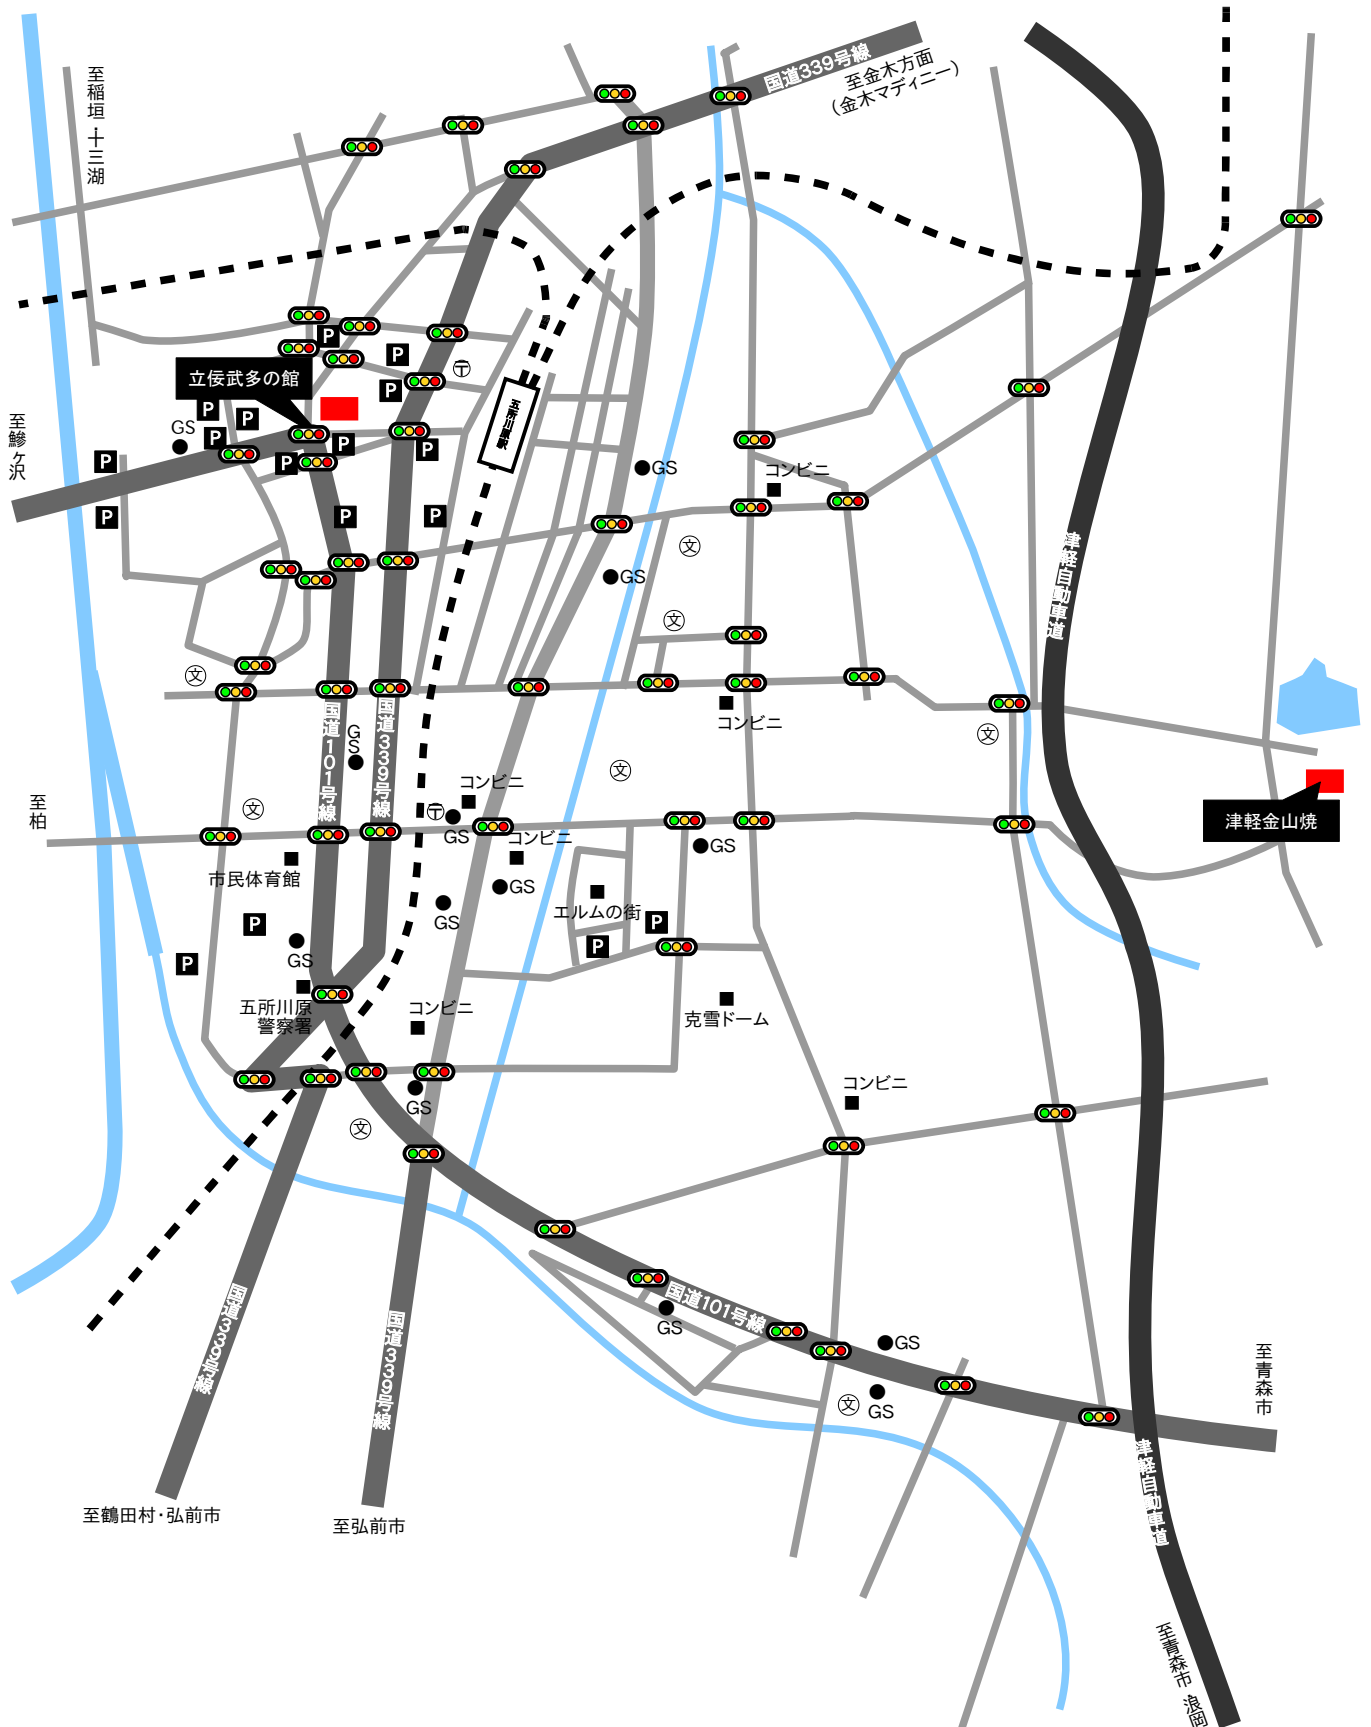 国道339号線
至金木方面
(金木マディニー)
至稲垣・十三湖
P
P
〒
P
立佞武多の館
P
P
五所川原駅
至鰺ヶ沢
GS
P
P
P
P
P
P
GS
コンビニ
P
P
P
文
津軽自動車道
GS
文
文
コンビニ
文
国道101号線
国道339号線
GS
文
コンビニ
至柏
文
〒
GS
コンビニ
津軽金山焼
GS
市民体育館
GS
GS
エルムの街
P
P
P
GS
P
五所川原
警察署
コンビニ
克雪ドーム
GS
コンビニ
文
国道339号線
国道339号線
国道101号線
GS
GS
文
GS
至青森市
津軽自動車道
至鶴田村・弘前市
至弘前市
至青森市 浪岡